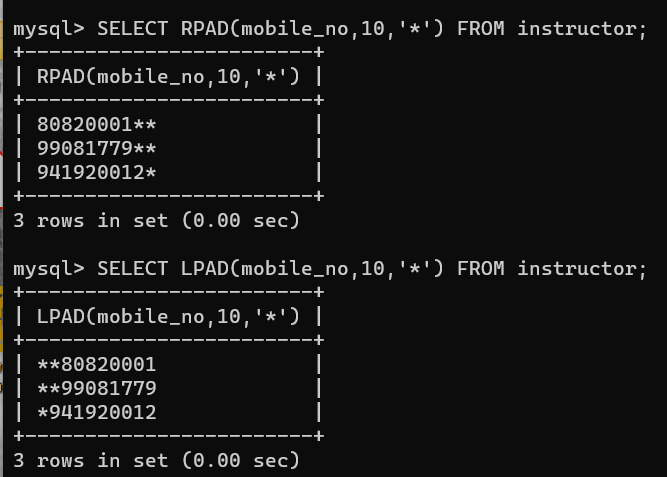 mysql> SELECT RPAD(mobile_no,10,'*') FROM instructor;
+------------------------+
| RPAD(mobile_no,10,'*') |
+------------------------+
| 80820001**             |
| 99081779**             |
| 941920012*             |
+------------------------+
3 rows in set (0.00 sec)

mysql> SELECT LPAD(mobile_no,10,'*') FROM instructor;
+------------------------+
| LPAD(mobile_no,10,'*') |
+------------------------+
| **80820001             |
| **99081779             |
| *941920012             |
+------------------------+
3 rows in set (0.00 sec)